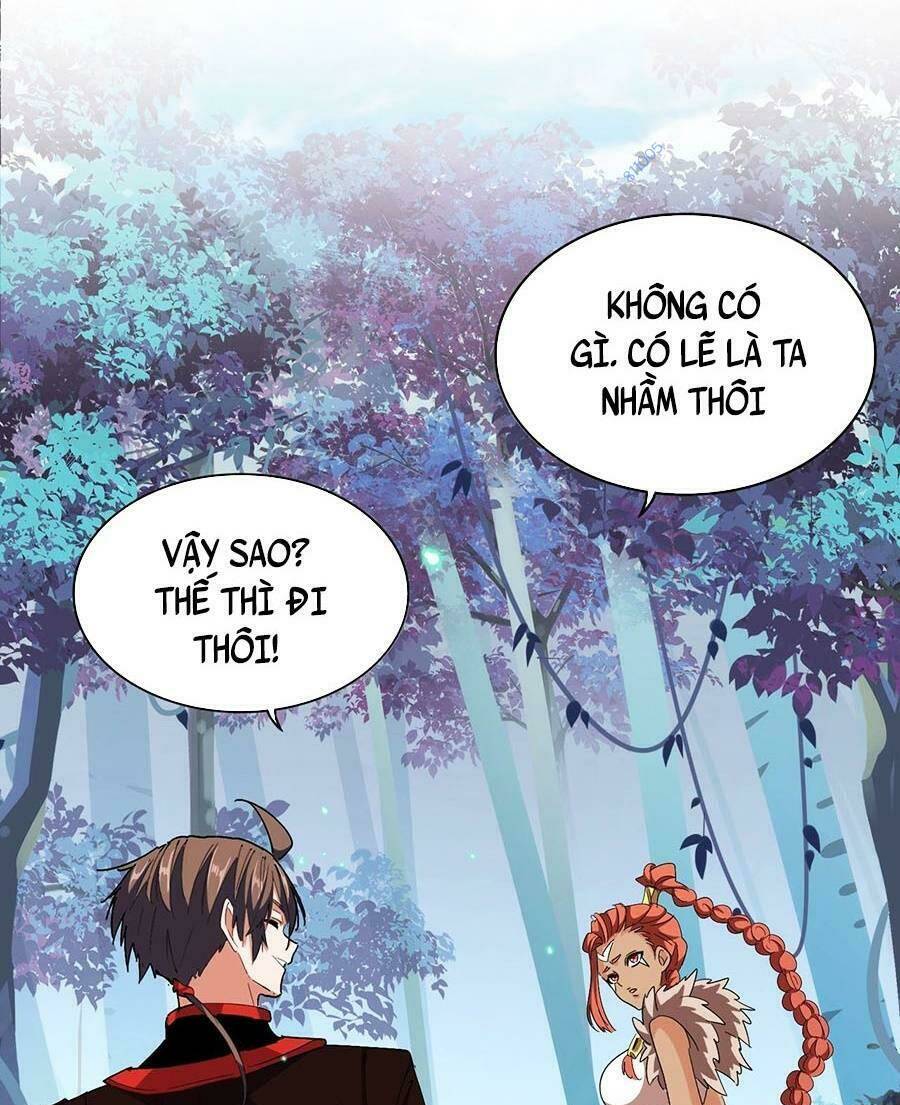 KHÔNG CÓ
GÌ. CÓ LẼ LÀ TA
NHẦM THÔI
VẬY SAO?
THẾ THÌ ĐI
THÔI!